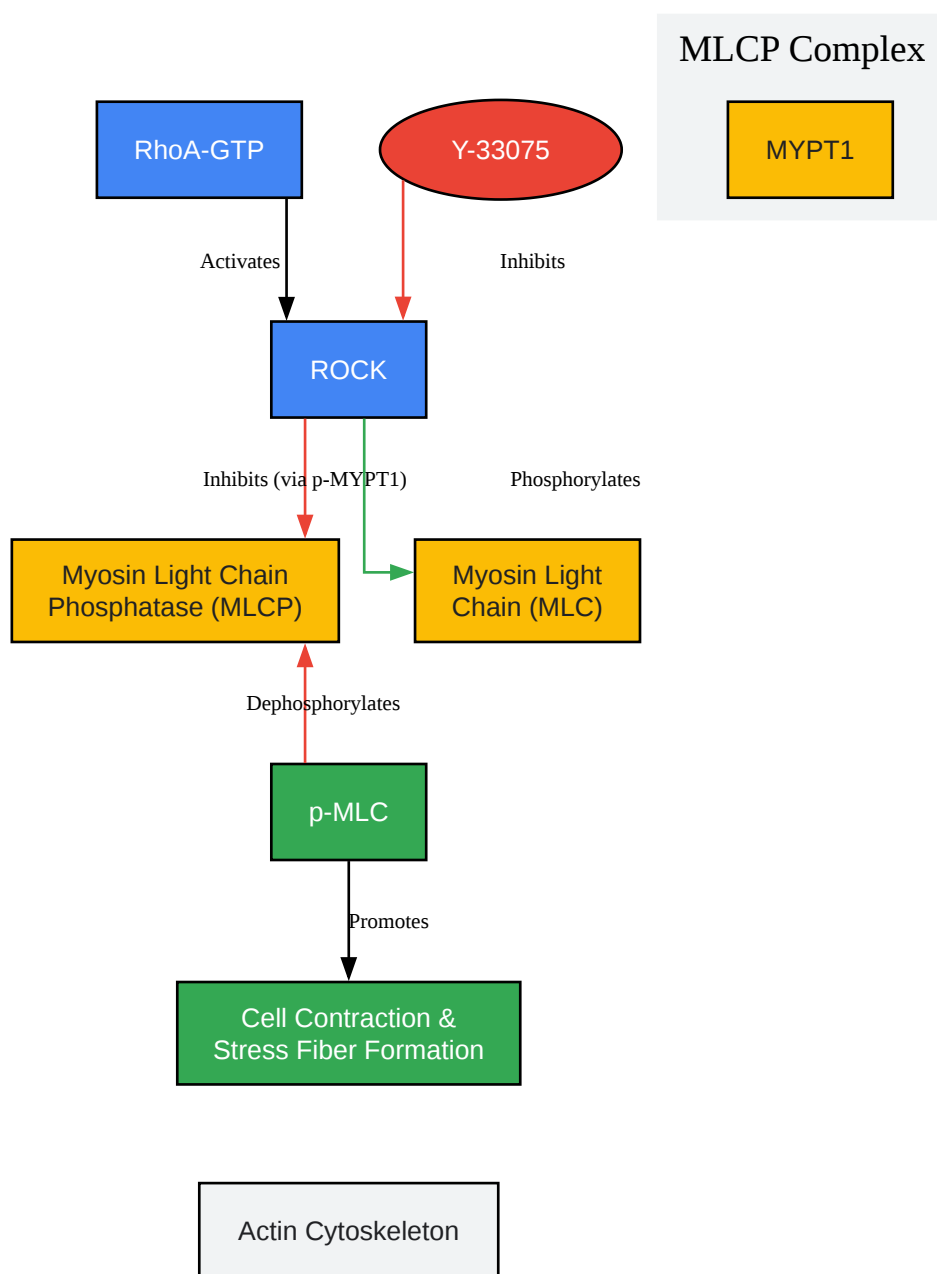 MLCP Complex
RhoA-GTP
Y-33075
MYPT1
Activates
Inhibits
ROCK
Inhibits (via p-MYPT1)
Phosphorylates
Myosin Light Chain
Phosphatase (MLCP)
Myosin Light
Chain (MLC)
Dephosphorylates
p-MLC
Promotes
Cell Contraction &
Stress Fiber Formation
Actin Cytoskeleton